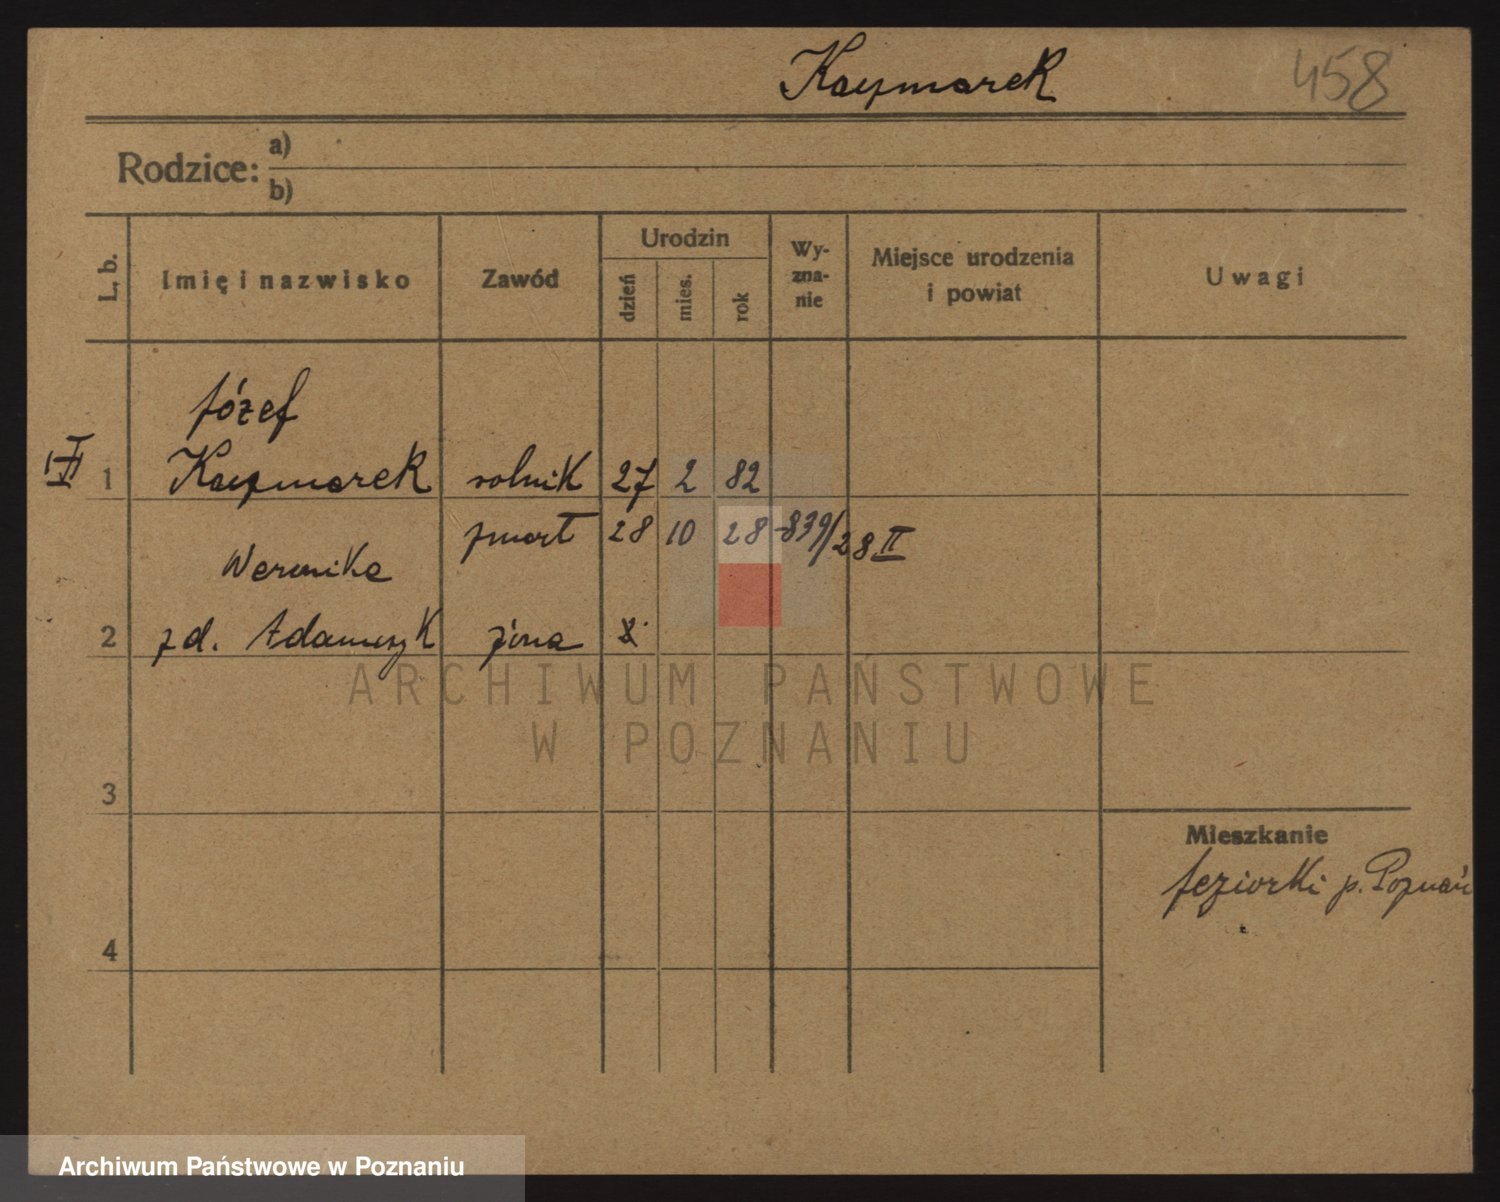 Kaczmarek 458
Rodzice: a)
b)
L. b. Imię i nazwisko Zawód Urodzin dzień mies. rok Wy-zna-nie Miejsce urodzenia i powiat Uwagi
Józef
1 Kaczmarek rolnik 27 2 82
zmarł 28 10 28 839/28 II
Weronika
2 zd. Adamczyk żona
3
Mieszkanie
Jeziorki p. Poznań
4
ARCHIWUM PAŃSTWOWE
W POZNANIU
Archiwum Państwowe w Poznaniu